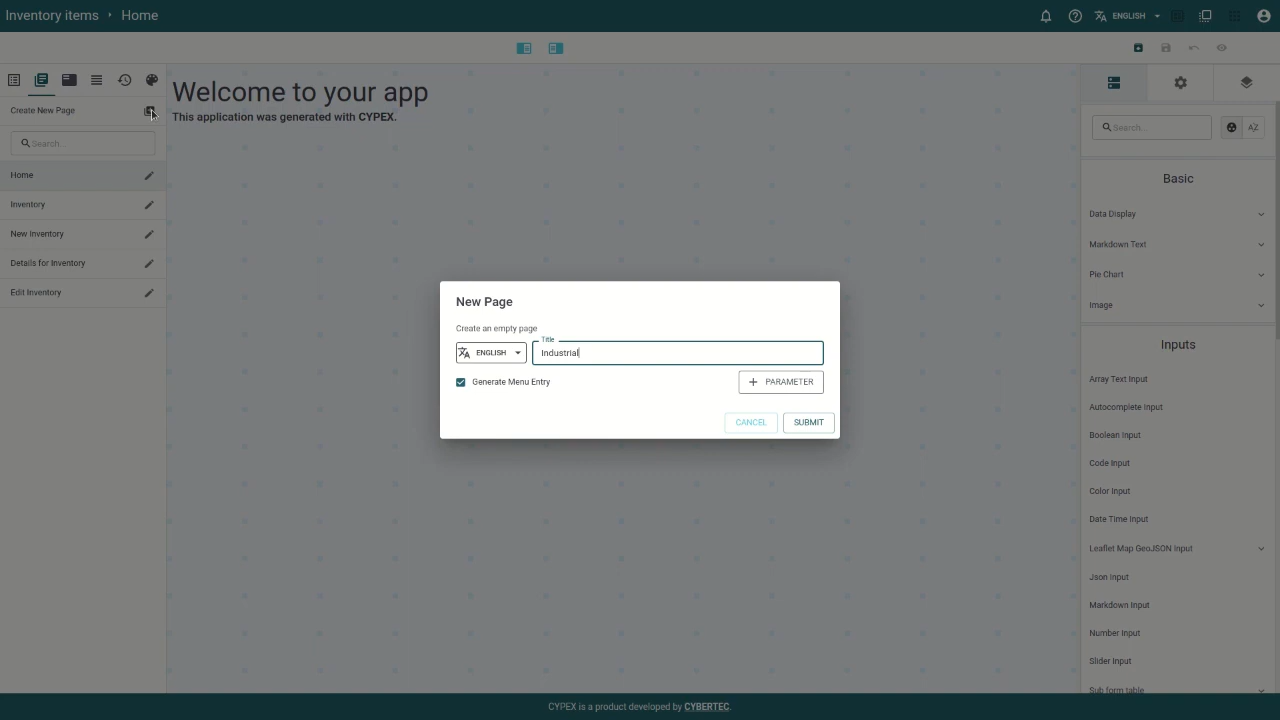 Inventory items
Home
ENGLISH
Create New Page
Search...
Home
Inventory
New Inventory
Details for Inventory
Edit Inventory
Welcome to your app
This application was generated with CYPEX.
New Page
Create an empty page
ENGLISH
Title
Industrial
Generate Menu Entry
PARAMETER
CANCEL
SUBMIT
Search...
Basic
Data Display
Markdown Text
Pie Chart
Image
Inputs
Array Text Input
Autocomplete Input
Boolean Input
Code Input
Color Input
Date Time Input
Leaflet Map GeoJSON Input
Json Input
Markdown Input
Number Input
Slider Input
Sub form table
CYPEX is a product developed by CYBERTEC.